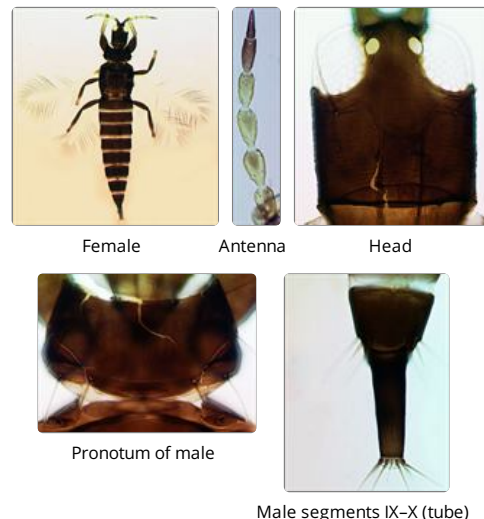 Female
Antenna
Head
Pronotum of male
Male segments IX–X (tube)